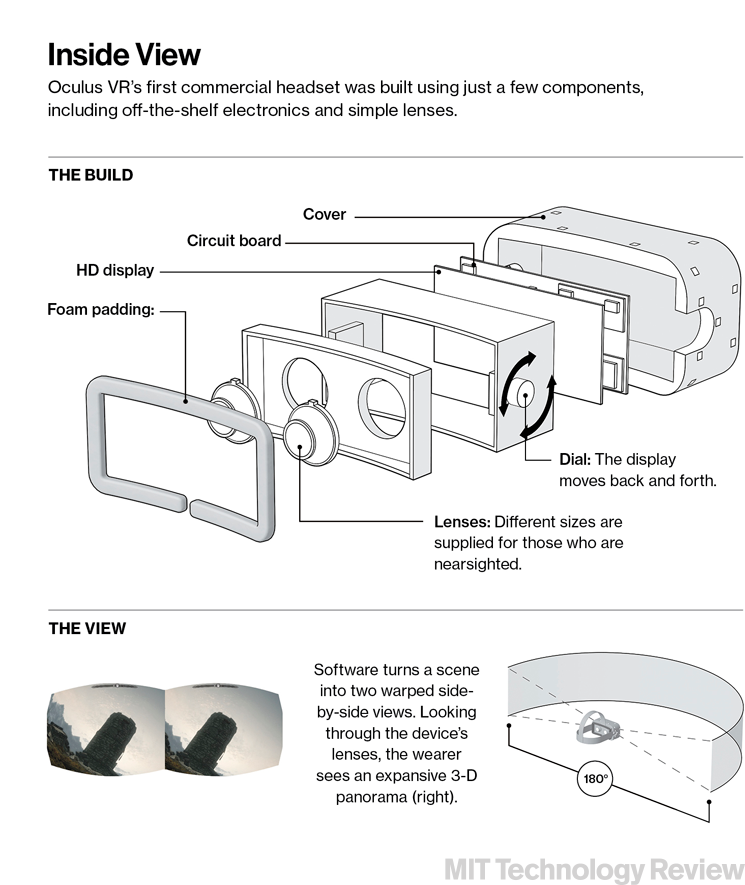 Inside View
Oculus VR's first commercial headset was built using just a few components,
including off-the-shelf electronics and simple lenses.
THE BUILD
Cover
Circuit board
HD display
Foam padding:
Dial: The display
moves back and forth.
Lenses: Different sizes are
supplied for those who are
nearsighted.
THE VIEW
Software turns a scene
into two warped side-
by-side views. Looking
through the device's
lenses, the wearer
sees an expansive 3-D
panorama (right).
180°
MIT Technology Review